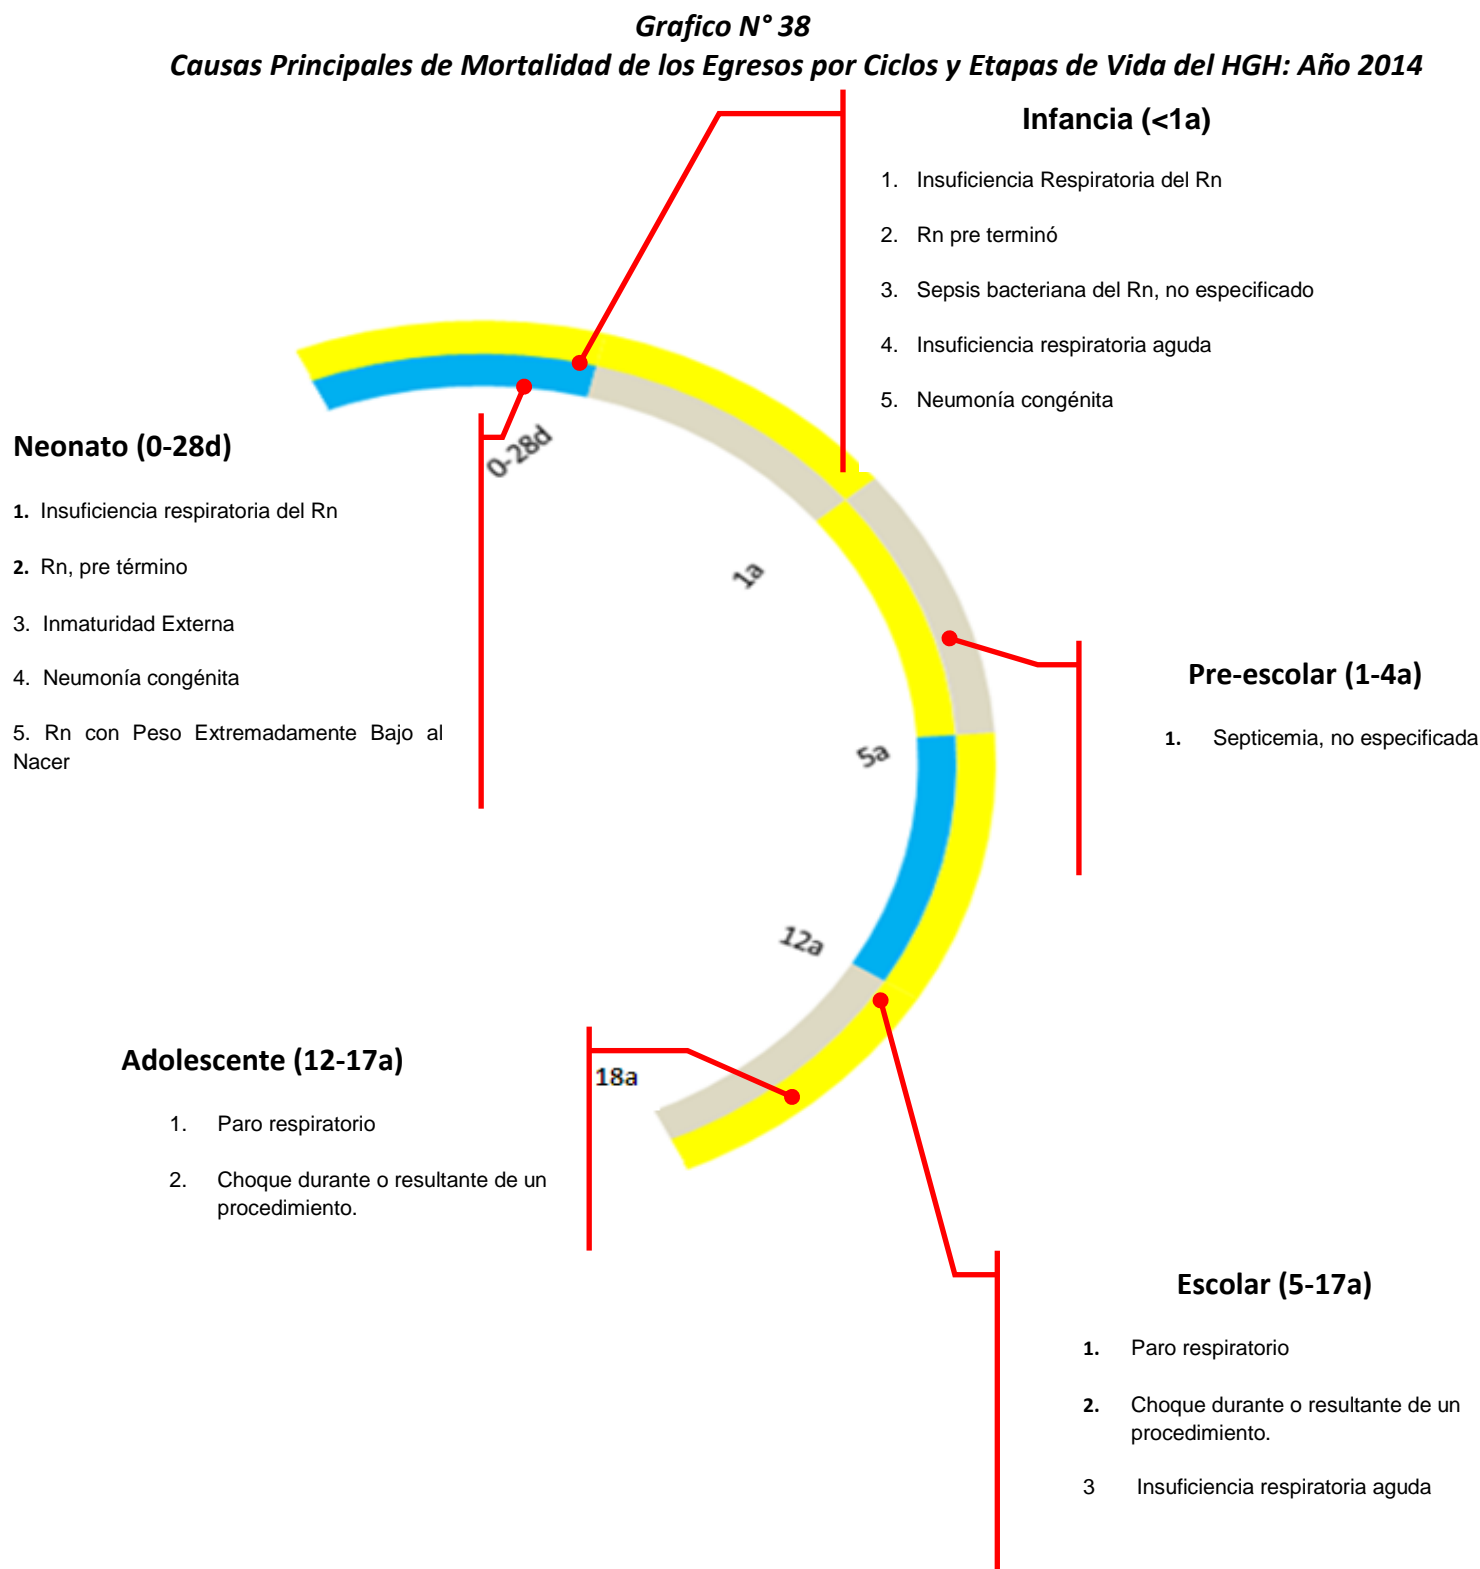 Grafico N° 38
Causas Principales de Mortalidad de los Egresos por Ciclos y Etapas de Vida del HGH: Año 2014
Infancia (<1a)
1. Insuficiencia Respiratoria del Rn
2. Rn pre terminó
3. Sepsis bacteriana del Rn, no especificado
4. Insuficiencia respiratoria aguda
5. Neumonía congénita
Neonato (0-28d)
1. Insuficiencia respiratoria del Rn
2. Rn, pre término
3. Inmaturidad Externa
4. Neumonía congénita
5. Rn con Peso Extremadamente Bajo al
Nacer
0-28d
1a
5a
12a
18a
Pre-escolar (1-4a)
1. Septicemia, no especificada
Adolescente (12-17a)
1. Paro respiratorio
2. Choque durante o resultante de un
procedimiento.
Escolar (5-17a)
1. Paro respiratorio
2. Choque durante o resultante de un
procedimiento.
3 Insuficiencia respiratoria aguda